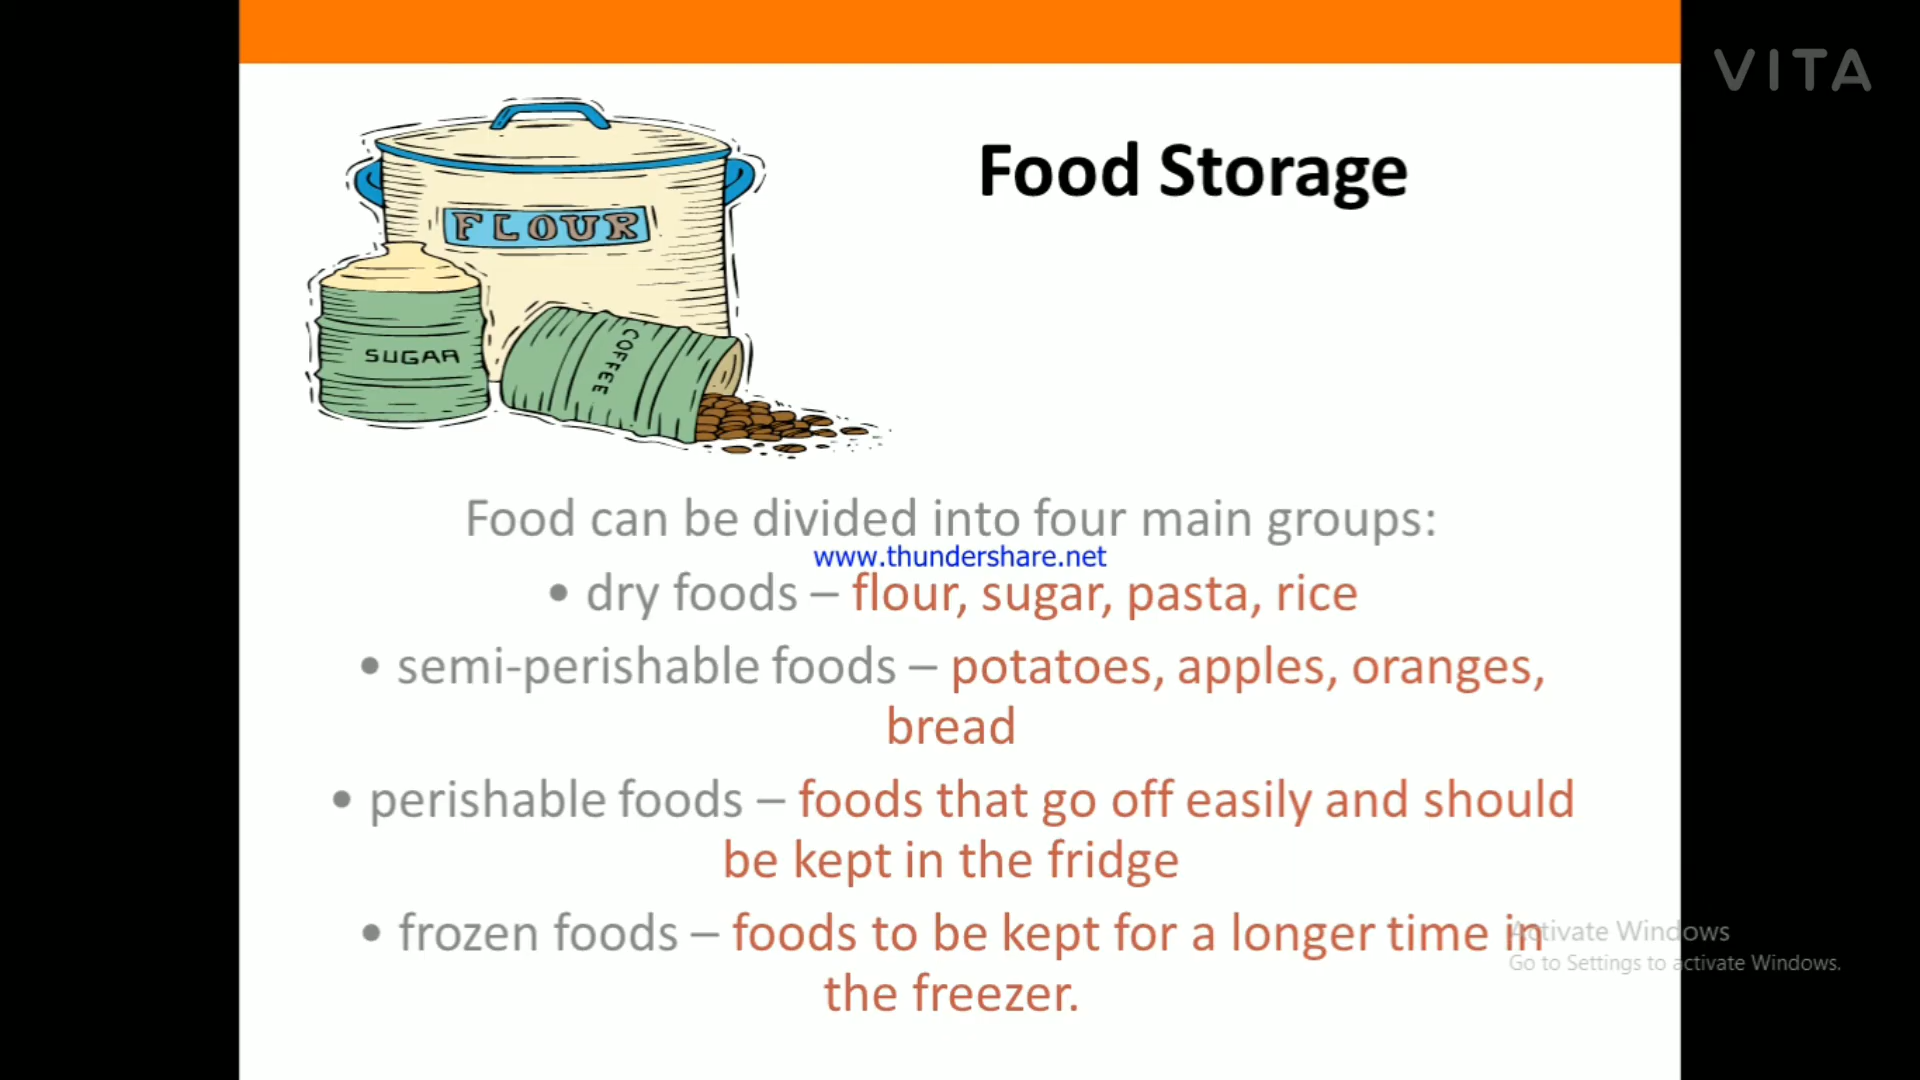 VITA
Food Storage
FLOUR
SUGAR
COFFEE
Food can be divided into four main groups:
www.thundershare.net
• dry foods – flour, sugar, pasta, rice
• semi-perishable foods – potatoes, apples, oranges,
bread
• perishable foods – foods that go off easily and should
be kept in the fridge
• frozen foods – foods to be kept for a longer time in
the freezer.
Activate Windows
Go to Settings to activate Windows.